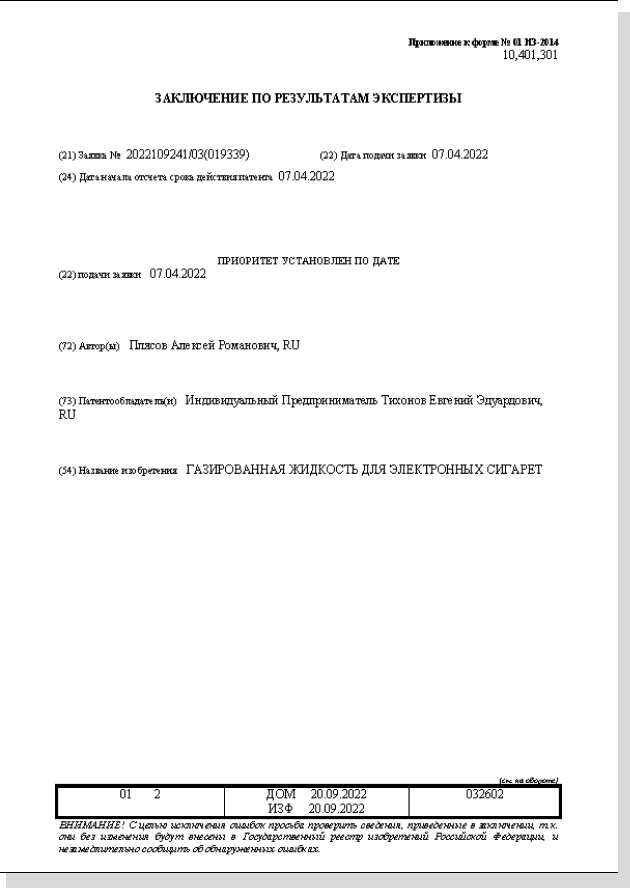 Приложение к форме № 01 ИЗ-2014
10,401,301
ЗАКЛЮЧЕНИЕ ПО РЕЗУЛЬТАТАМ ЭКСПЕРТИЗЫ
(21) Заявка № 2022109241/03(019339) (22) Дата подачи заявки 07.04.2022
(24) Дата начала отсчета срока действия патента 07.04.2022
ПРИОРИТЕТ УСТАНОВЛЕН ПО ДАТЕ
(22) подачи заявки 07.04.2022
(72) Автор(ы) Плясов Алексей Романович, RU
(73) Патентообладатель(и) Индивидуальный Предприниматель Тихонов Евгений Эдуардович,
RU
(54) Название изобретения ГАЗИРОВАННАЯ ЖИДКОСТЬ ДЛЯ ЭЛЕКТРОННЫХ СИГАРЕТ
(см. на обороте)
01 2 ДОМ 20.09.2022 032602
ИЗФ 20.09.2022
ВНИМАНИЕ! С целью исключения ошибок просьба проверить сведения, приведенные в заключении, т.к.
они без изменения будут внесены в Государственный реестр изобретений Российской Федерации, и
незамедлительно сообщить об обнаруженных ошибках.